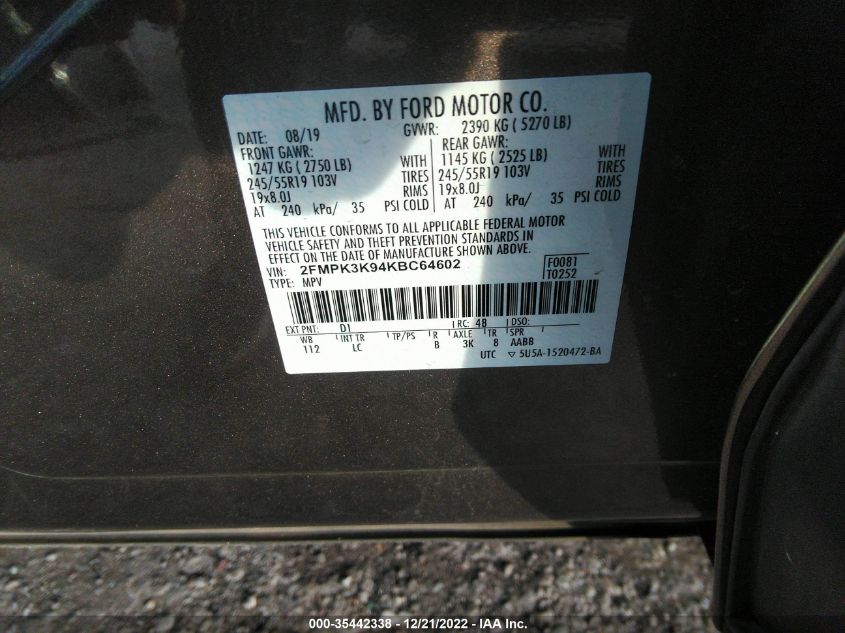 MFD. BY FORD MOTOR CO.
DATE: 08/19 GVWR: 2390 KG ( 5270 LB)
FRONT GAWR: REAR GAWR:
1247 KG ( 2750 LB) WITH 1145 KG ( 2525 LB) WITH
245/55R19 103V TIRES 245/55R19 103V TIRES
19x8.0J RIMS 19x8.0J RIMS
AT 240 kPa/ 35 PSI COLD AT 240 kPa/ 35 PSI COLD
THIS VEHICLE CONFORMS TO ALL APPLICABLE FEDERAL MOTOR
VEHICLE SAFETY AND THEFT PREVENTION STANDARDS IN
EFFECT ON THE DATE OF MANUFACTURE SHOWN ABOVE.
VIN: 2FMPK3K94KBC64602 F0081
TYPE: MPV T0252
EXT PNT: D1 RC: 48 DSO:
WB INT TR TP/PS R AXLE TR SPR
112 LC B 3K 8 AABB
UTC ▽ 5U5A-1520472-BA
000-35442338 - 12/21/2022 - IAA Inc.